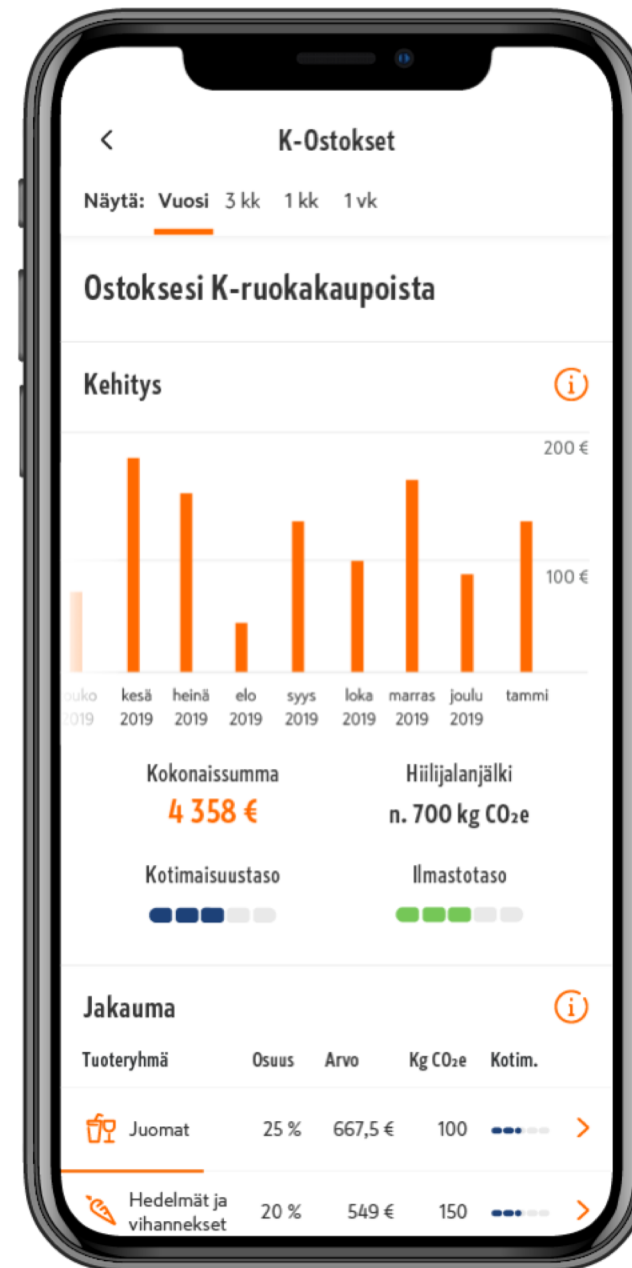 K-Ostokset
Näytä: Vuosi 3 kk 1 kk 1 vk
Ostoksesi K-ruokakaupoista
Kehitys
200 €
100 €
kesä heinä elo syys loka marras joulu tammi
2019 2019 2019 2019 2019 2019 2019 2019
Kokonaissumma Hiilijalanjälki
4 358 € n. 700 kg CO₂e
Kotimaisuustaso Ilmastotaso
Jakauma
Tuoteryhmä Osuus Arvo Kg CO₂e Kotim.
Juomat 25 % 667,5 € 100
Hedelmät ja
vihannekset 20 % 549 € 150